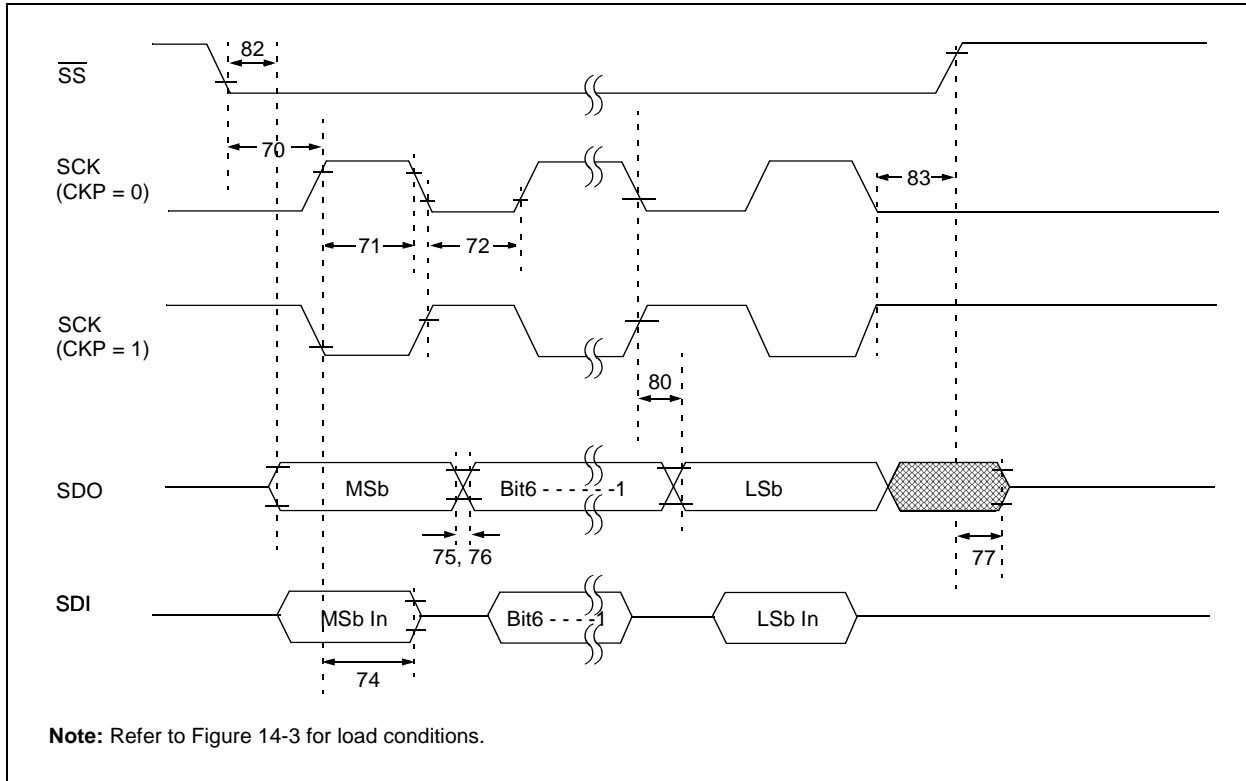 82
SS
70
SCK
(CKP = 0)
83
71
72
SCK
(CKP = 1)
80
SDO
MSb
Bit6 - - - - - -1
LSb
75, 76
77
SDI
MSb In
Bit6 - - - -1
LSb In
74
Note: Refer to Figure 14-3 for load conditions.